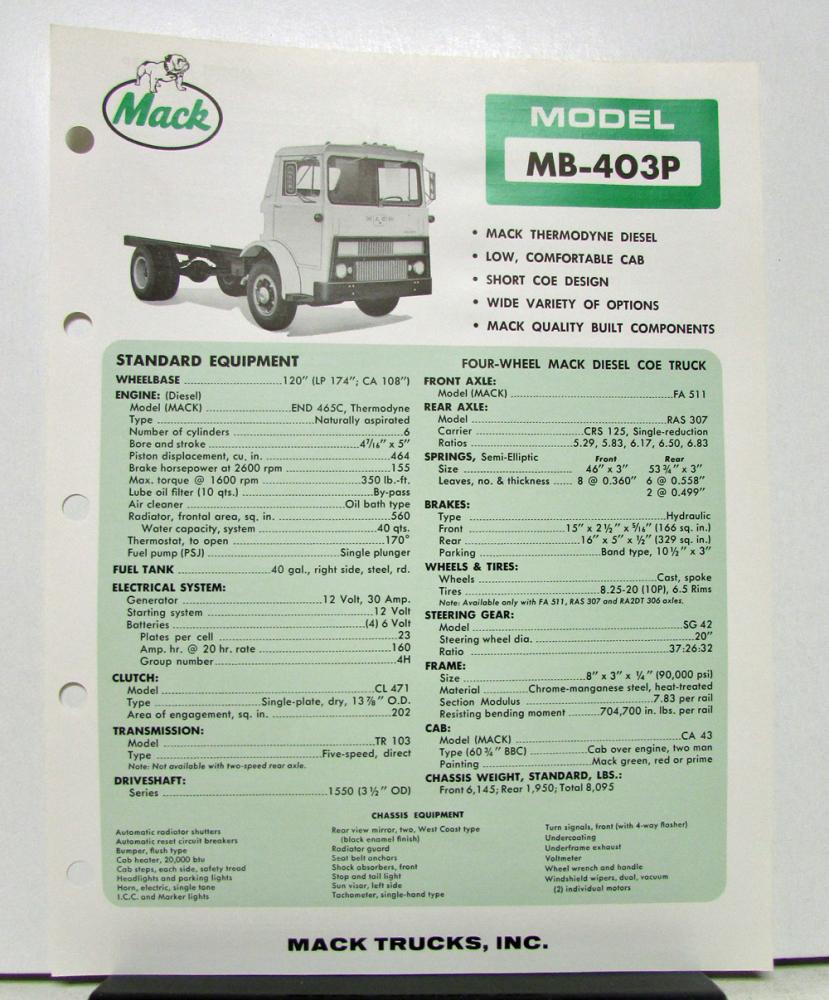 Mack
MODEL
MB-403P
• MACK THERMODYNE DIESEL
• LOW, COMFORTABLE CAB
• SHORT COE DESIGN
• WIDE VARIETY OF OPTIONS
• MACK QUALITY BUILT COMPONENTS
STANDARD EQUIPMENT
WHEELBASE 120" (LP 174"; CA 108")
ENGINE: (Diesel)
Model (MACK) END 465C, Thermodyne
Type Naturally aspirated
Number of cylinders 6
Bore and stroke 4 7/16" x 5"
Piston displacement, cu. in. 464
Brake horsepower at 2600 rpm 155
Max. torque @ 1600 rpm 350 lb.-ft.
Lube oil filter (10 qts.) By-pass
Air cleaner Oil bath type
Radiator, frontal area, sq. in. 560
Water capacity, system 40 qts.
Thermostat, to open 170°
Fuel pump (PSJ) Single plunger
FUEL TANK 40 gal., right side, steel, rd.
ELECTRICAL SYSTEM:
Generator 12 Volt, 30 Amp.
Starting system 12 Volt
Batteries (4) 6 Volt
Plates per cell 23
Amp. hr. @ 20 hr. rate 160
Group number 4H
CLUTCH:
Model CL 471
Type Single-plate, dry, 13 7/8" O.D.
Area of engagement, sq. in. 202
TRANSMISSION:
Model TR 103
Type Five-speed, direct
Note: Not available with two-speed rear axle.
DRIVESHAFT:
Series 1550 (3 1/2" OD)
FOUR-WHEEL MACK DIESEL COE TRUCK
FRONT AXLE:
Model (MACK) FA 511
REAR AXLE:
Model RAS 307
Carrier CRS 125, Single-reduction
Ratios 5.29, 5.83, 6.17, 6.50, 6.83
SPRINGS, Semi-Elliptic Front Rear
Size 46" x 3" 53 3/4" x 3"
Leaves, no. & thickness 8 @ 0.360" 6 @ 0.558"
2 @ 0.499"
BRAKES:
Type Hydraulic
Front 15" x 2 1/2" x 5/16" (166 sq. in.)
Rear 16" x 5" x 1/2" (329 sq. in.)
Parking Band type, 10 1/2" x 3"
WHEELS & TIRES:
Wheels Cast, spoke
Tires 8.25-20 (10P), 6.5 Rims
Note: Available only with FA 511, RAS 307 and RA2DT 306 axles.
STEERING GEAR:
Model SG 42
Steering wheel dia. 20"
Ratio 37:26:32
FRAME:
Size 8" x 3" x 1/4" (90,000 psi)
Material Chrome-manganese steel, heat-treated
Section Modulus 7.83 per rail
Resisting bending moment 704,700 in. lbs. per rail
CAB:
Model (MACK) CA 43
Type (60 3/4" BBC) Cab over engine, two man
Painting Mack green, red or prime
CHASSIS WEIGHT, STANDARD, LBS.:
Front 6,145; Rear 1,950; Total 8,095
CHASSIS EQUIPMENT
Automatic radiator shutters
Automatic reset circuit breakers
Bumper, flush type
Cab heater, 20,000 btu
Cab steps, each side, safety tread
Headlights and parking lights
Horn, electric, single tone
I.C.C. and Marker lights
Rear view mirror, two, West Coast type
(black enamel finish)
Radiator guard
Seat belt anchors
Shock absorbers, front
Stop and tail light
Sun visor, left side
Tachometer, single-hand type
Turn signals, front (with 4-way flasher)
Undercoating
Underframe exhaust
Voltmeter
Wheel wrench and handle
Windshield wipers, dual, vacuum
(2) individual motors
MACK TRUCKS, INC.